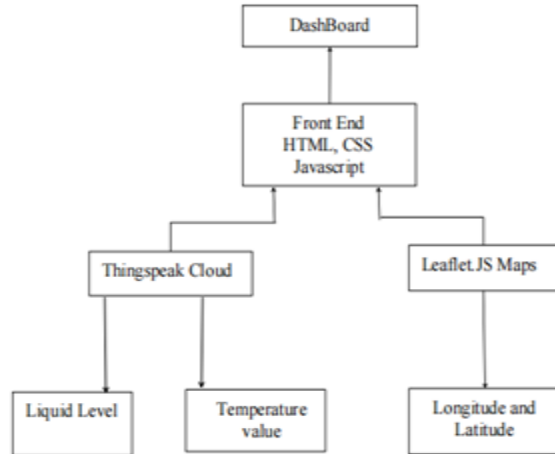 DashBoard
Front End
HTML, CSS
Javascript
Thingspeak Cloud
Leaflet.JS Maps
Liquid Level
Temperature
value
Longitude and
Latitude